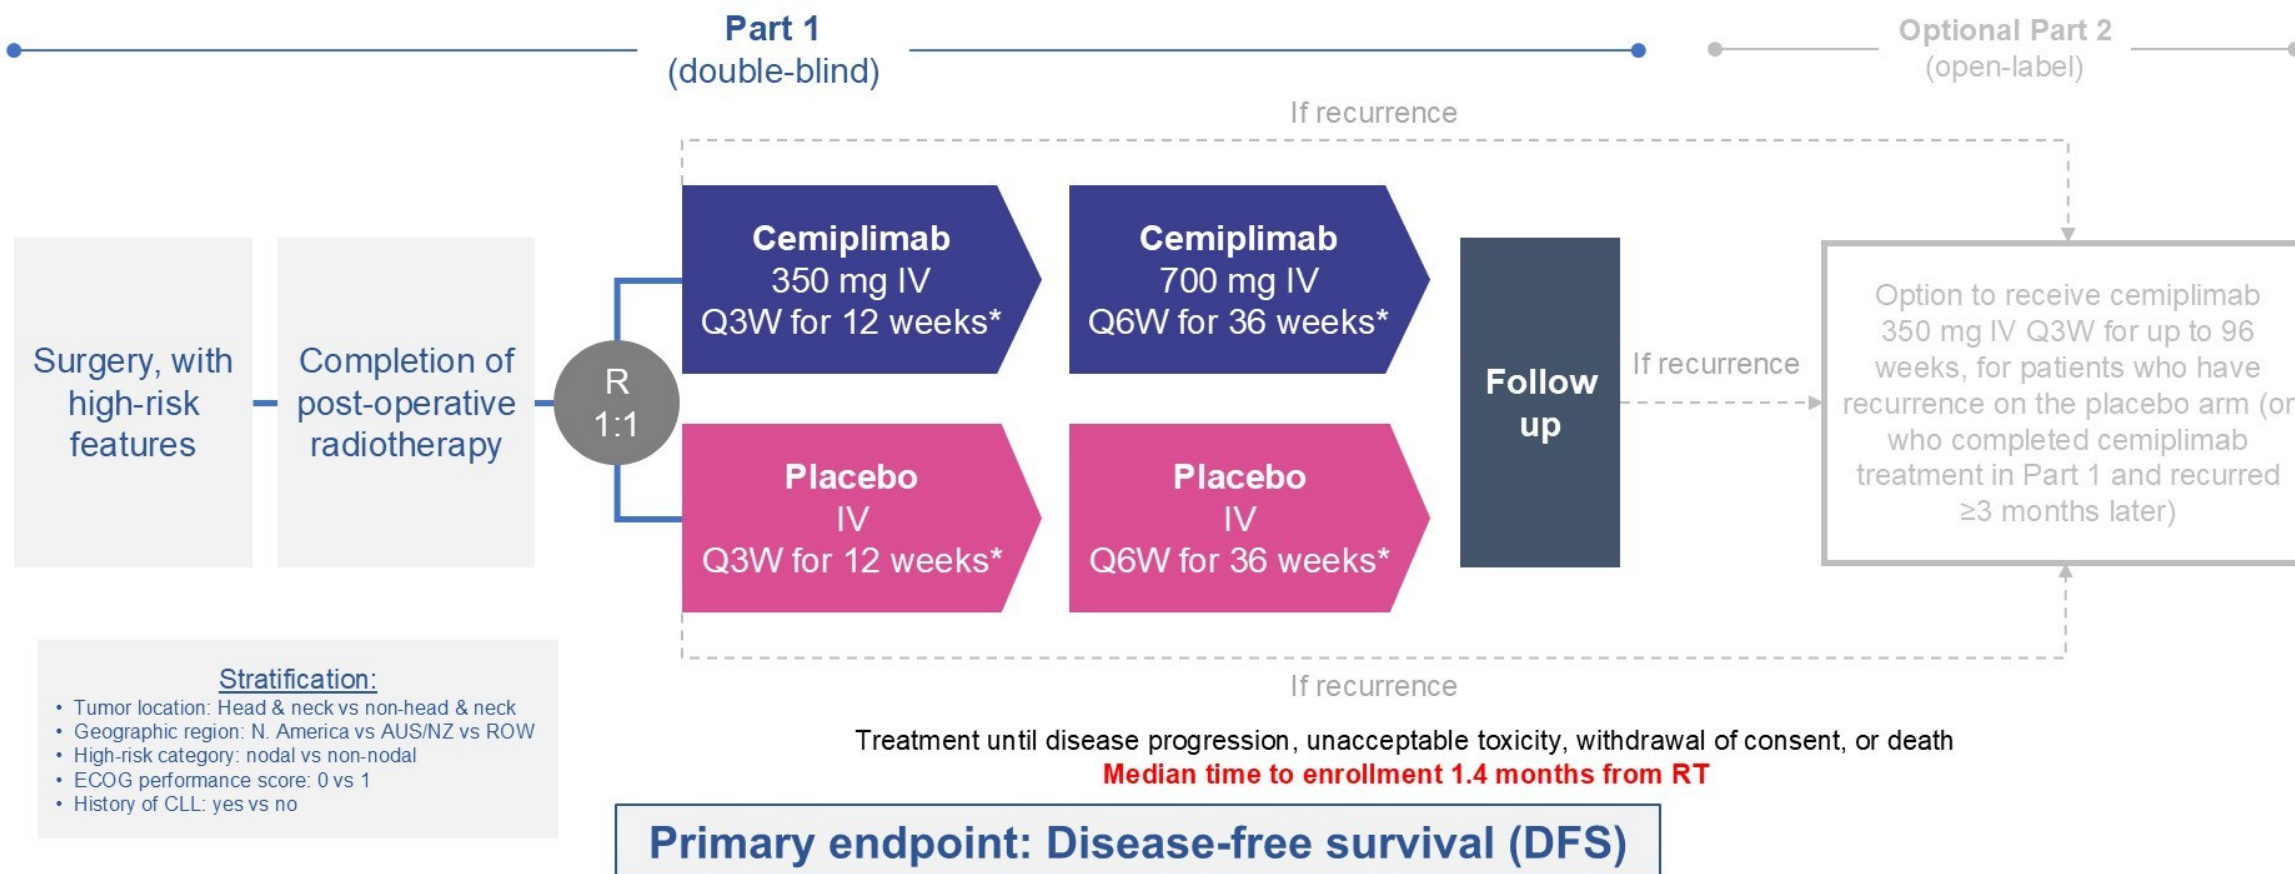 Part 1
(double-blind)
Optional Part 2
(open-label)
If recurrence
Surgery, with
high-risk
features
Completion of
post-operative
radiotherapy
R
1:1
Cemiplimab
350 mg IV
Q3W for 12 weeks*
Cemiplimab
700 mg IV
Q6W for 36 weeks*
Placebo
IV
Q3W for 12 weeks*
Placebo
IV
Q6W for 36 weeks*
Follow
up
If recurrence
Option to receive cemiplimab
350 mg IV Q3W for up to 96
weeks, for patients who have
recurrence on the placebo arm (or
who completed cemiplimab
treatment in Part 1 and recurred
≥3 months later)
If recurrence
Stratification:
• Tumor location: Head & neck vs non-head & neck
• Geographic region: N. America vs AUS/NZ vs ROW
• High-risk category: nodal vs non-nodal
• ECOG performance score: 0 vs 1
• History of CLL: yes vs no
Treatment until disease progression, unacceptable toxicity, withdrawal of consent, or death
Median time to enrollment 1.4 months from RT
Primary endpoint: Disease-free survival (DFS)